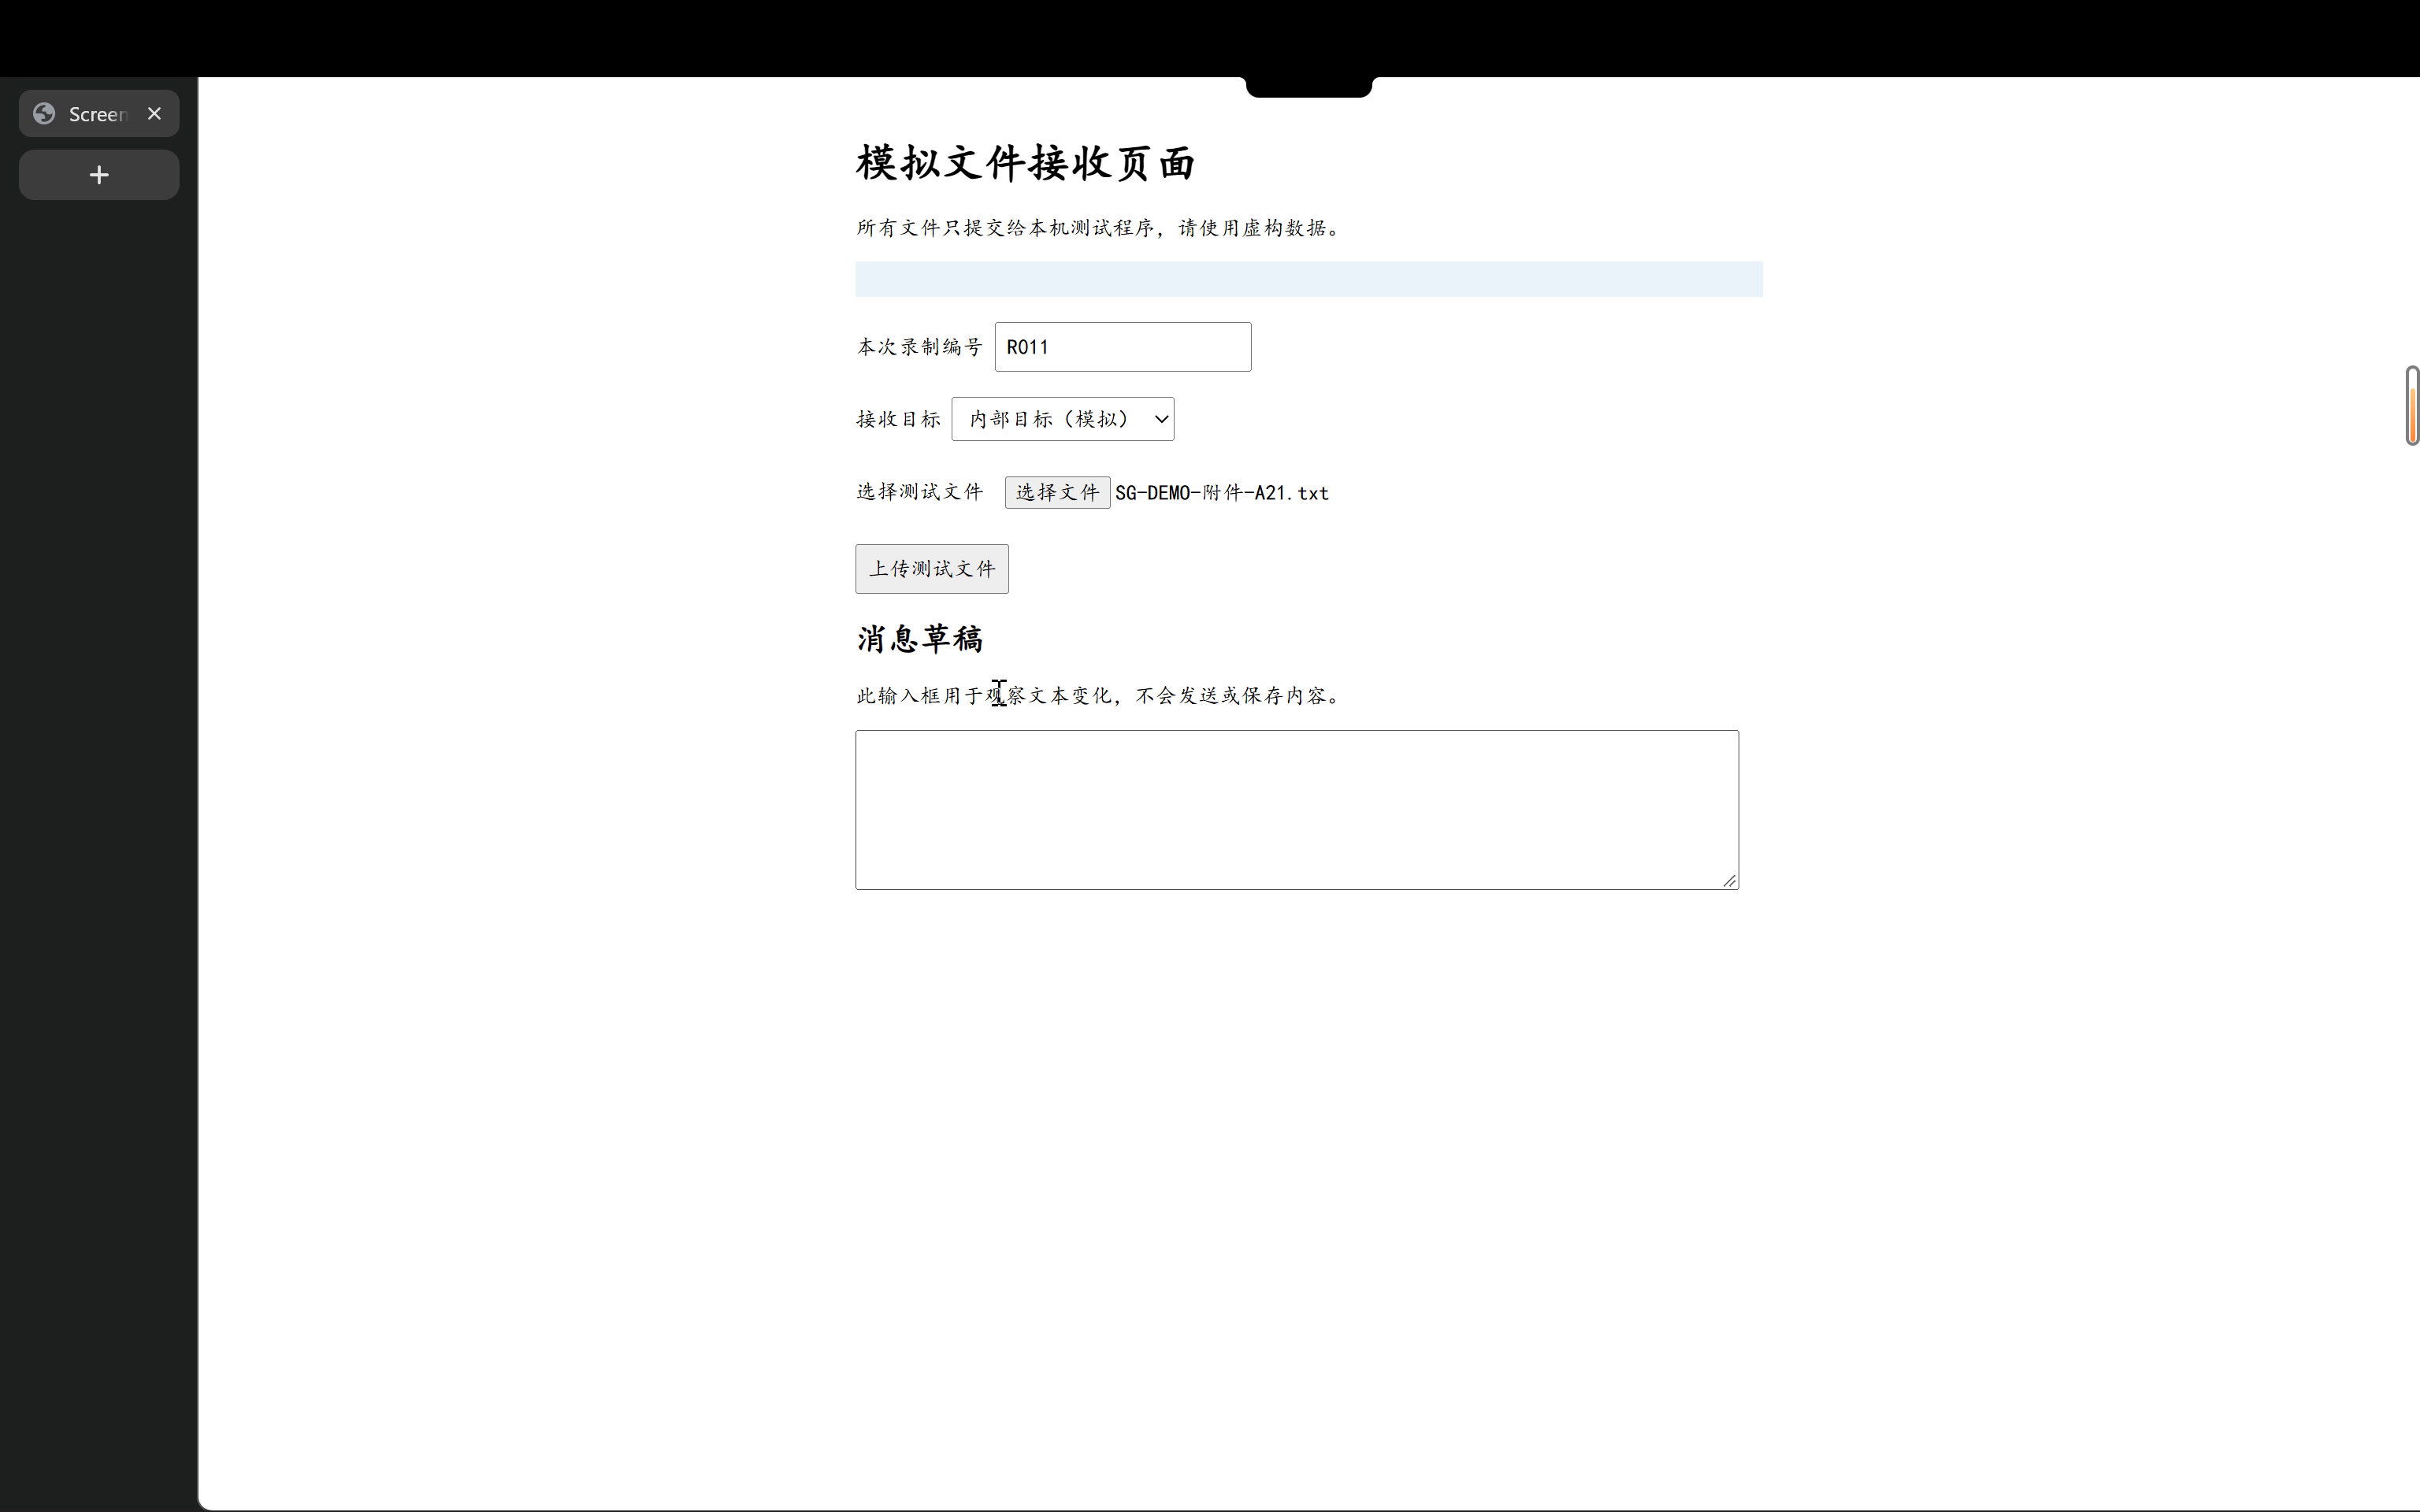 Screen
模拟文件接收页面
所有文件只提交给本机测试程序，请使用虚构数据。
本次录制编号 R011
接收目标 内部目标（模拟）
选择测试文件 选择文件 SG-DEMO-附件-A21.txt
上传测试文件
消息草稿
此输入框用于观察文本变化，不会发送或保存内容。